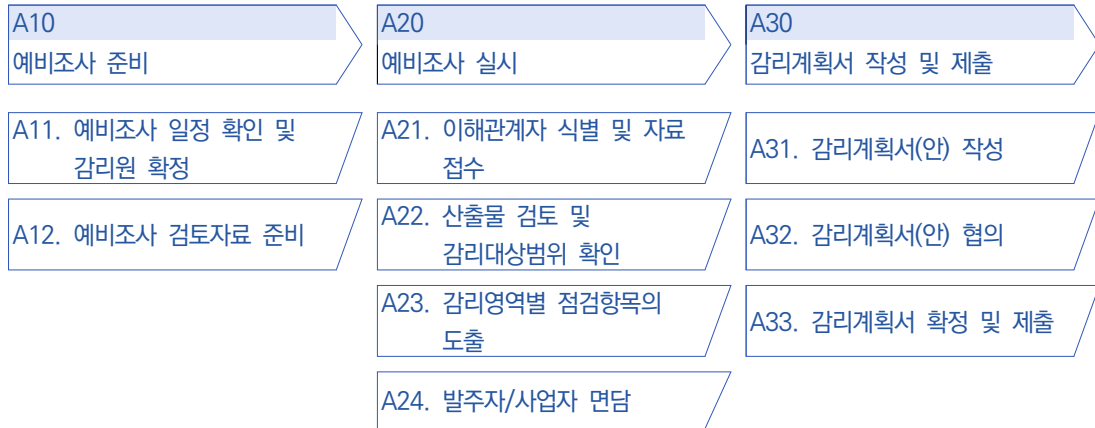 A10
예비조사 준비
A11. 예비조사 일정 확인 및
감리원 확정
A12. 예비조사 검토자료 준비
A20
예비조사 실시
A21. 이해관계자 식별 및 자료
접수
A22. 산출물 검토 및
감리대상범위 확인
A23. 감리영역별 점검항목의
도출
A24. 발주자/사업자 면담
A30
감리계획서 작성 및 제출
A31. 감리계획서(안) 작성
A32. 감리계획서(안) 협의
A33. 감리계획서 확정 및 제출